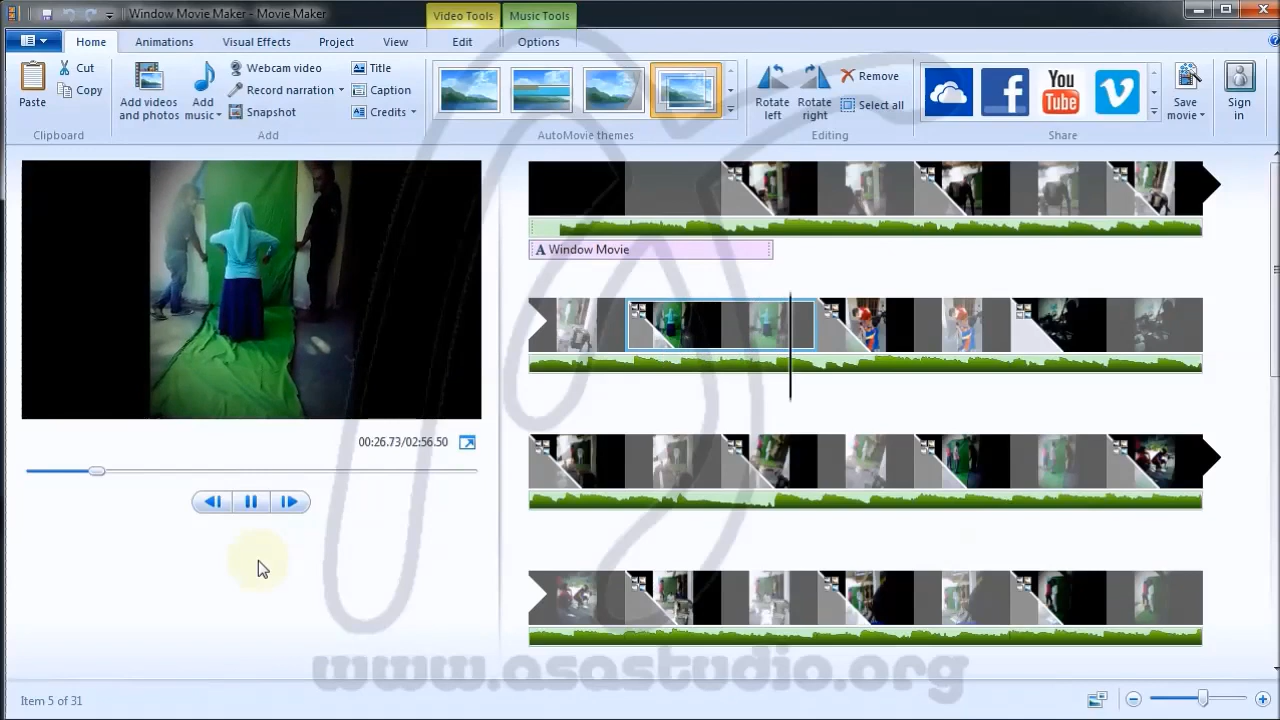 Window Movie Maker - Movie Maker
Video Tools
Music Tools
Home
Animations
Visual Effects
Project
View
Edit
Options
Paste
Cut
Copy
Clipboard
Add videos
and photos
Add
music
Webcam video
Record narration
Snapshot
Title
Caption
Credits
Add
AutoMovie themes
Rotate
left
Rotate
right
Remove
Select all
Editing
f
You
Tube
v
Share
Save
movie
Sign
in
A Window Movie
00:26.73/02:56.50
www.asastudio.org
Item 5 of 31